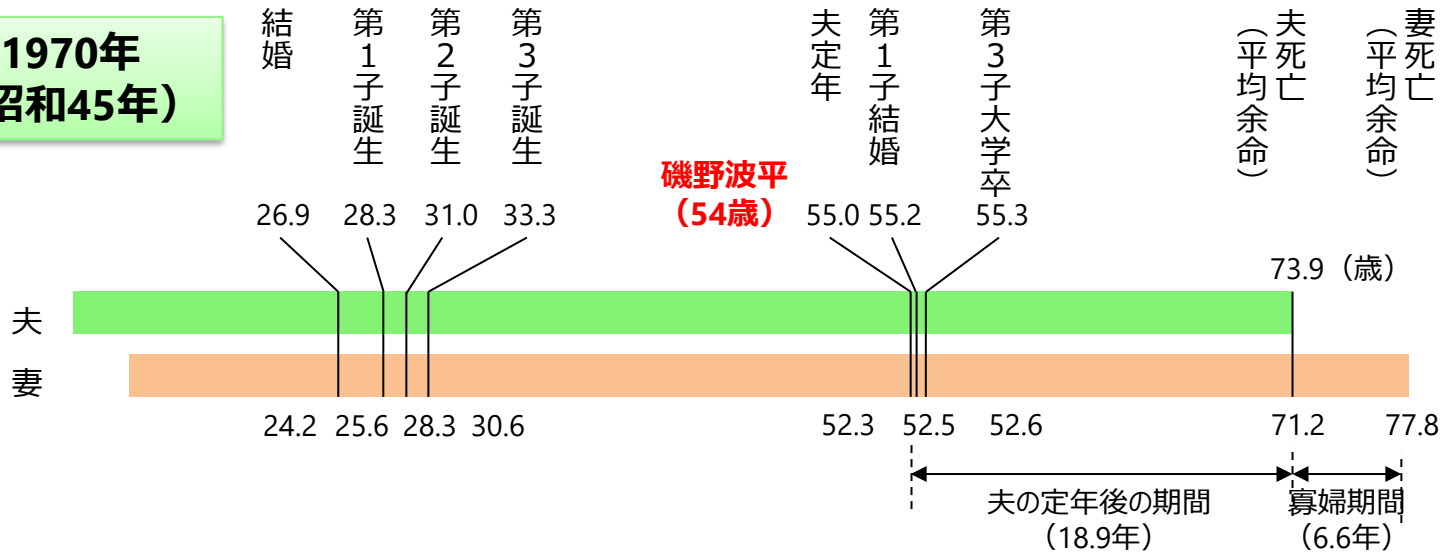 1970年
昭和45年）
結婚
第1子誕生
第2子誕生
第3子誕生
夫定年
第1子結婚
第3子大学卒
夫死亡
（平均余命）
妻死亡
（平均余命）
磯野波平
（54歳）
26.9 28.3 31.0 33.3 55.0 55.2 55.3
73.9（歳）
夫
妻
24.2 25.6 28.3 30.6 52.3 52.5 52.6 71.2 77.8
夫の定年後の期間
（18.9年）
寡婦期間
（6.6年）